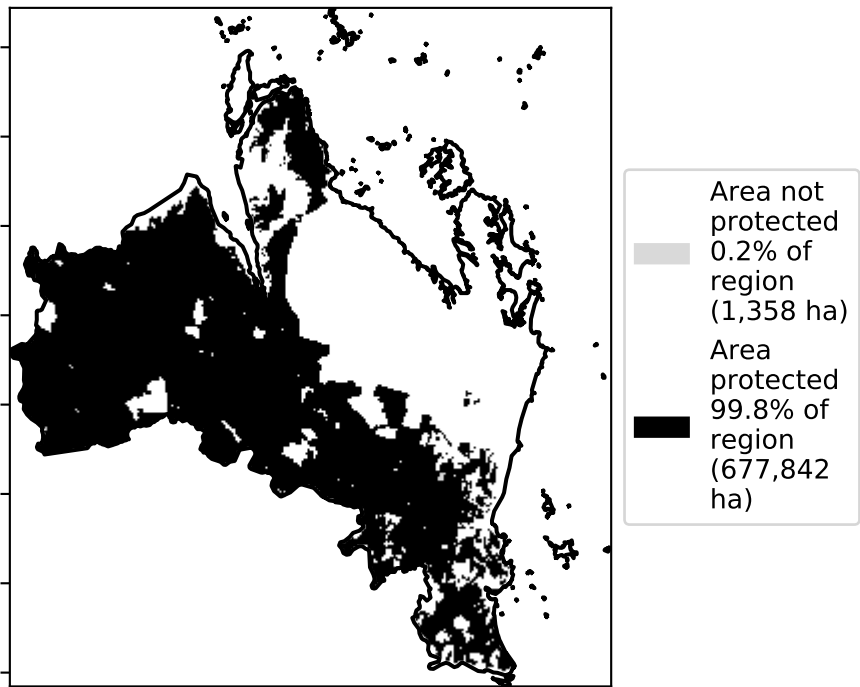 Area not
protected
0.2% of
region
(1,358 ha)
Area
protected
99.8% of
region
(677,842
ha)